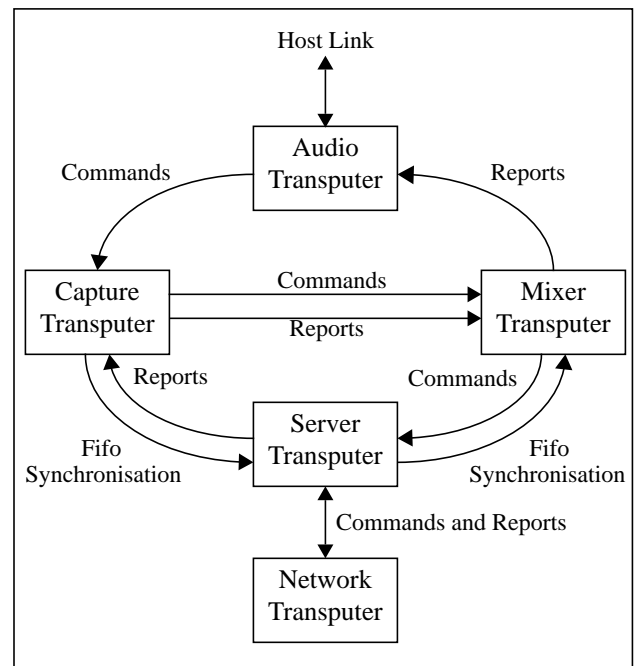 Host Link
Audio
Transputer
Commands
Reports
Capture
Transputer
Commands
Reports
Mixer
Transputer
Reports
Commands
Server
Transputer
Fifo
Synchronisation
Fifo
Synchronisation
Commands and Reports
Network
Transputer